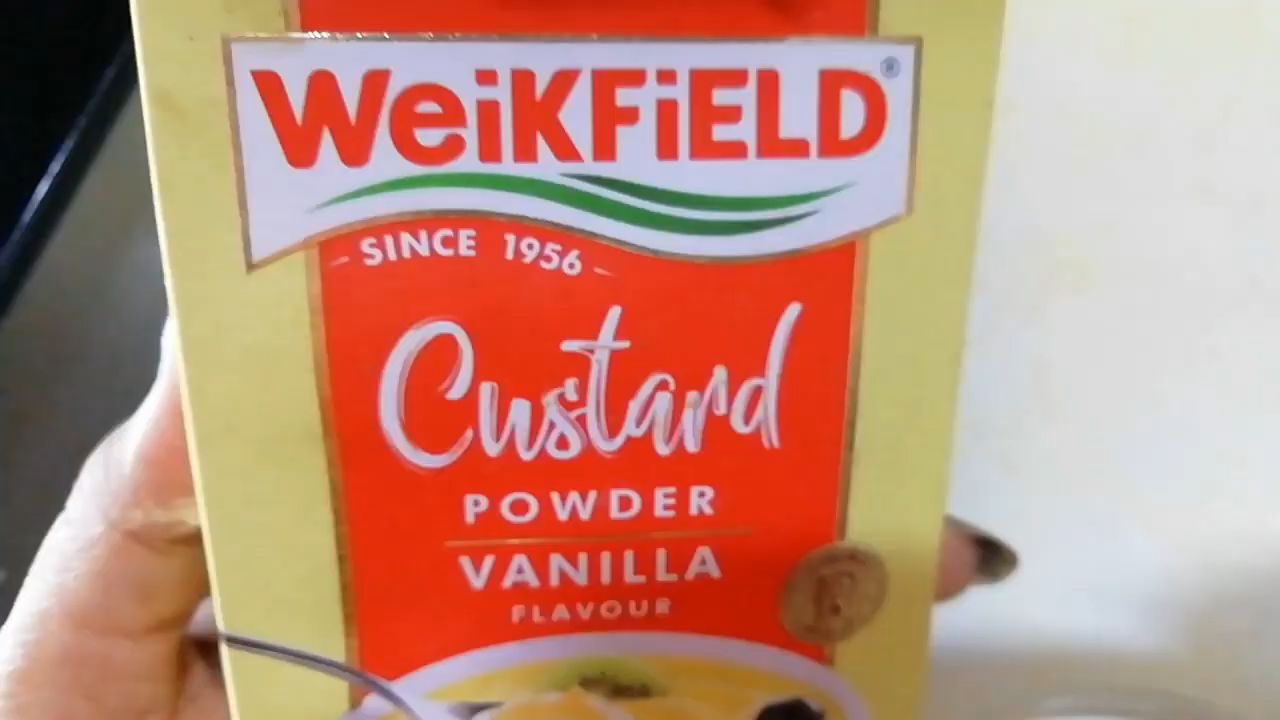 WeiKFiELD®
SINCE 1956
Custard
POWDER
VANILLA
FLAVOUR